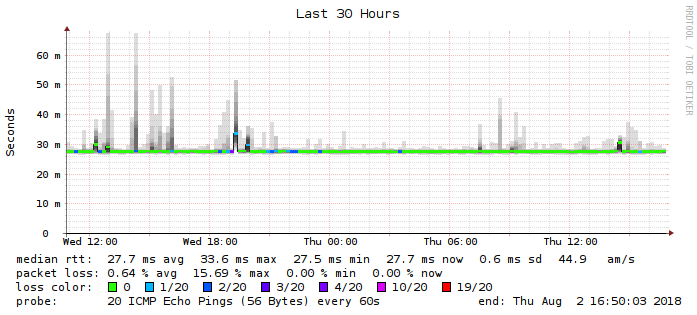 Last 30 Hours
RRDTOOL / TOBI OETIKER
Seconds
60 m
50 m
40 m
30 m
20 m
10 m
0
Wed 12:00 Wed 18:00 Thu 00:00 Thu 06:00 Thu 12:00
median rtt: 27.7 ms avg 33.6 ms max 27.5 ms min 27.7 ms now 0.6 ms sd 44.9 am/s
packet loss: 0.64 % avg 15.69 % max 0.00 % min 0.00 % now
loss color: 0 1/20 2/20 3/20 4/20 10/20 19/20
probe: 20 ICMP Echo Pings (56 Bytes) every 60s end: Thu Aug 2 16:50:03 2018